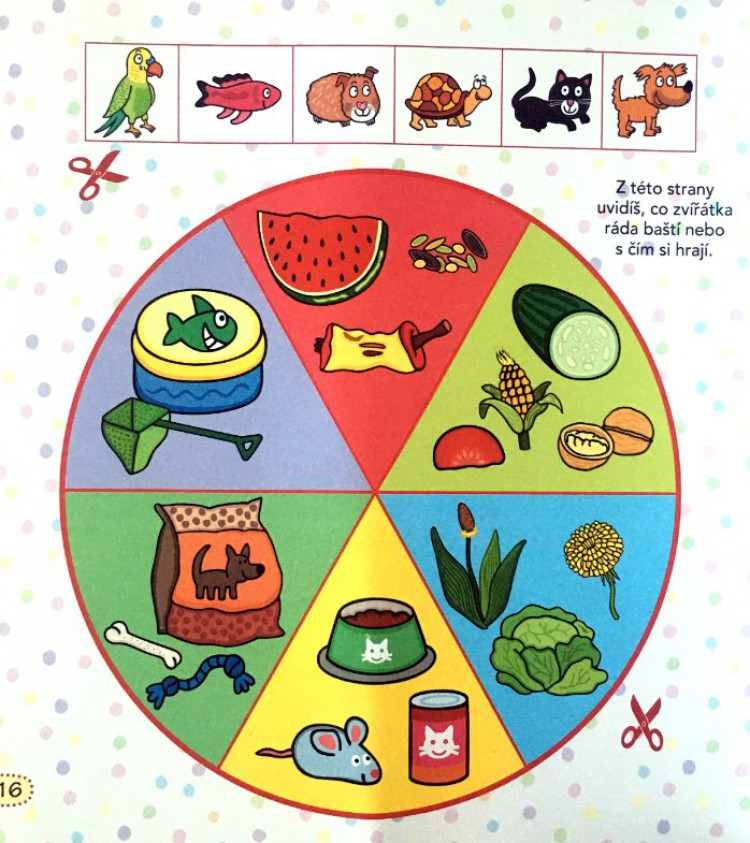 Z této strany
uvidíš, co zvířátka
ráda baští nebo
s čím si hrají.
16